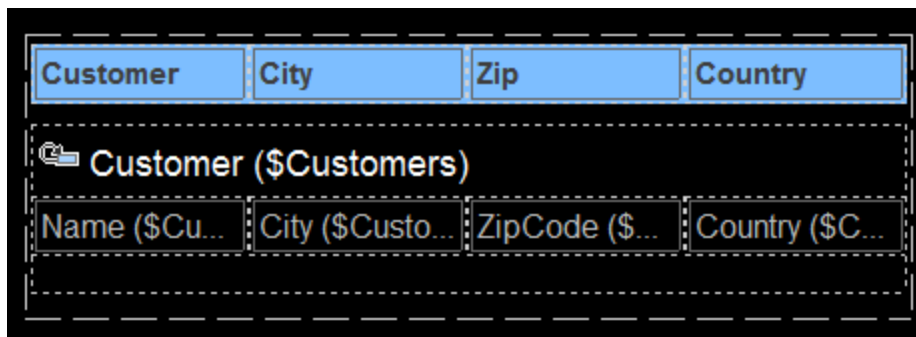 Customer City Zip Country
Customer ($Customers)
Name ($Cu... City ($Custo... ZipCode ($... Country ($C...